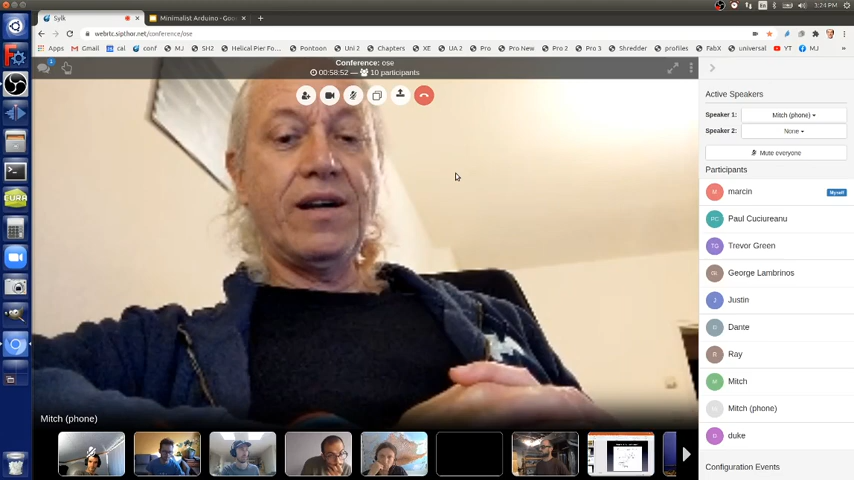 3:24 PM
Sylk
Minimalist Arduino - Goo
webrtc.sipthor.net/conference/ose
Apps
Gmail
cal
conf
MJ
SH2
Helical Pier Fo
Pontoon
Uni 2
Chapters
XE
UA 2
Pro
Pro New
Pro 2
Pro 3
Shredder
profiles
FabX
universal
YT
MJ
Conference: ose
00:58:52 — 10 participants
Mitch (phone)
Active Speakers
Speaker 1: Mitch (phone)
Speaker 2: None
Mute everyone
Participants
M marcin Myself
PC Paul Cuciureanu
TG Trevor Green
GL George Lambrinos
J Justin
D Dante
R Ray
M Mitch
M Mitch (phone)
D duke
Configuration Events
CURA